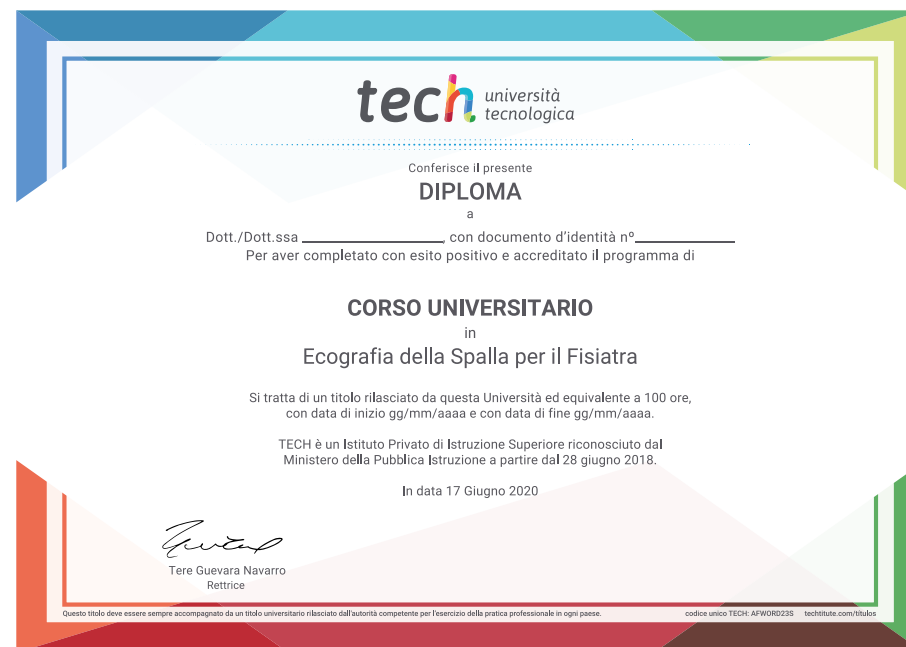 tech università
tecnologica
Conferisce il presente
DIPLOMA
a
Dott./Dott.ssa ____________________, con documento d'identità nº______________
Per aver completato con esito positivo e accreditato il programma di
CORSO UNIVERSITARIO
in
Ecografia della Spalla per il Fisiatra
Si tratta di un titolo rilasciato da questa Università ed equivalente a 100 ore,
con data di inizio gg/mm/aaaa e con data di fine gg/mm/aaaa.
TECH è un Istituto Privato di Istruzione Superiore riconosciuto dal
Ministero della Pubblica Istruzione a partire dal 28 giugno 2018.
In data 17 Giugno 2020
Tere Guevara Navarro
Rettrice
Questo titolo deve essere sempre accompagnato da un titolo universitario rilasciato dall'autorità competente per l'esercizio della pratica professionale in ogni paese. codice unico TECH: AFWORD23S techtitute.com/títulos